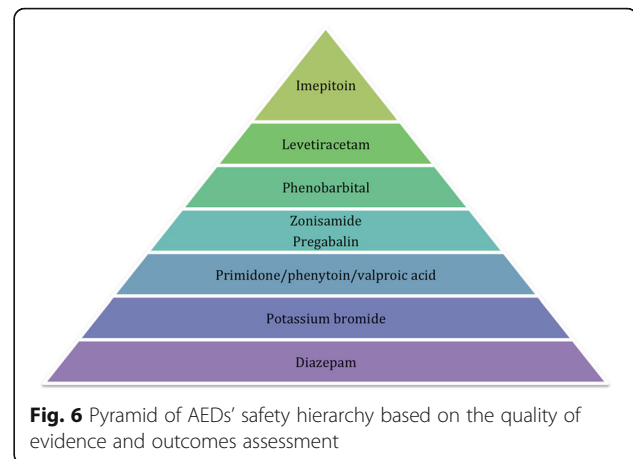 Imepitoin
Levetiracetam
Phenobarbital
Zonisamide
Pregabalin
Primidone/phenytoin/valproic acid
Potassium bromide
Diazepam
Fig. 6 Pyramid of AEDs’ safety hierarchy based on the quality of
evidence and outcomes assessment